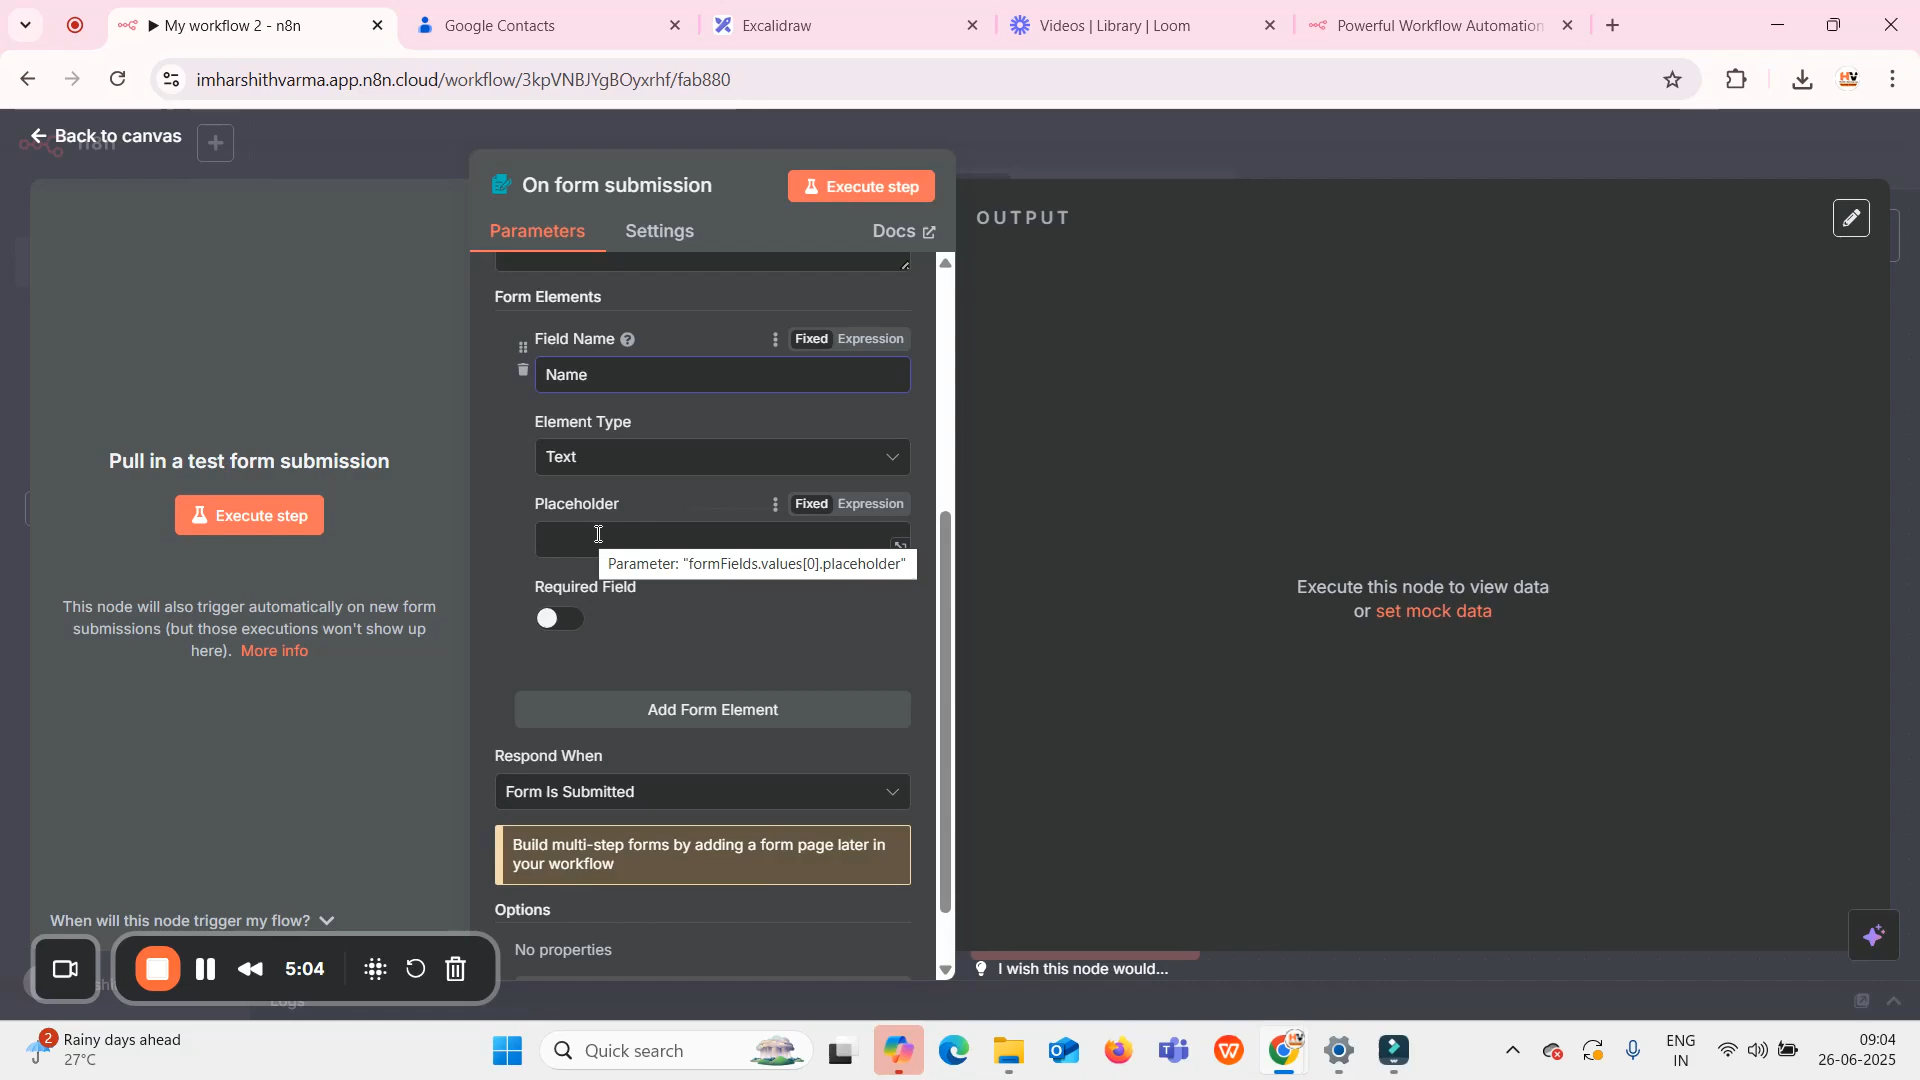 My workflow 2 - n8n
Google Contacts
Excalidraw
Videos | Library | Loom
Powerful Workflow Automation
imharshithvarma.app.n8n.cloud/workflow/3kpVNBJYgBOyxrhf/fab880
Back to canvas
n8n
On form submission
Execute step
OUTPUT
Parameters
Settings
Docs
Form Elements
Field Name
Fixed
Expression
Name
Element Type
Text
Placeholder
Fixed
Expression
Parameter: "formFields.values[0].placeholder"
Required Field
Add Form Element
Respond When
Form Is Submitted
Build multi-step forms by adding a form page later in
your workflow
Options
No properties
Pull in a test form submission
Execute step
This node will also trigger automatically on new form
submissions (but those executions won't show up
here). More info
When will this node trigger my flow?
Execute this node to view data
or set mock data
I wish this node would...
5:04
Logs
2
Rainy days ahead
27°C
Quick search
ENG
IN
09:04
26-06-2025